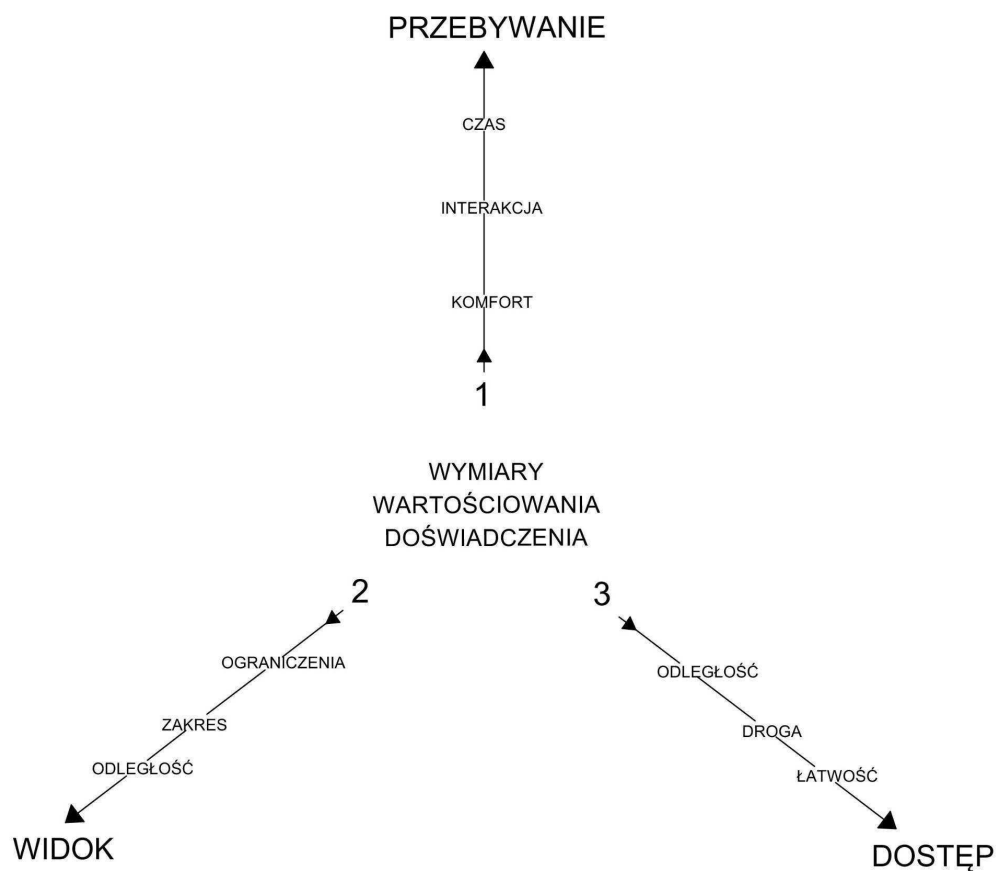 PRZEBYWANIE
CZAS
INTERAKCJA
KOMFORT
1
WYMIARY
WARTOŚCIOWANIA
DOŚWIADCZENIA
2
OGRANICZENIA
ZAKRES
ODLEGŁOŚĆ
WIDOK
3
ODLEGŁOŚĆ
DROGA
ŁATWOŚĆ
DOSTĘP